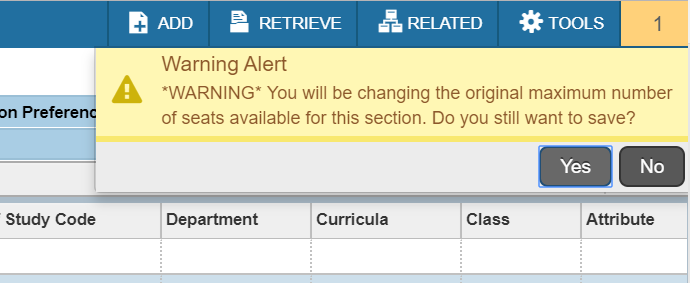 ADD RETRIEVE RELATED TOOLS 1
Warning Alert
*WARNING* You will be changing the original maximum number
of seats available for this section. Do you still want to save?
on Preferenc
Yes No
Study Code Department Curricula Class Attribute